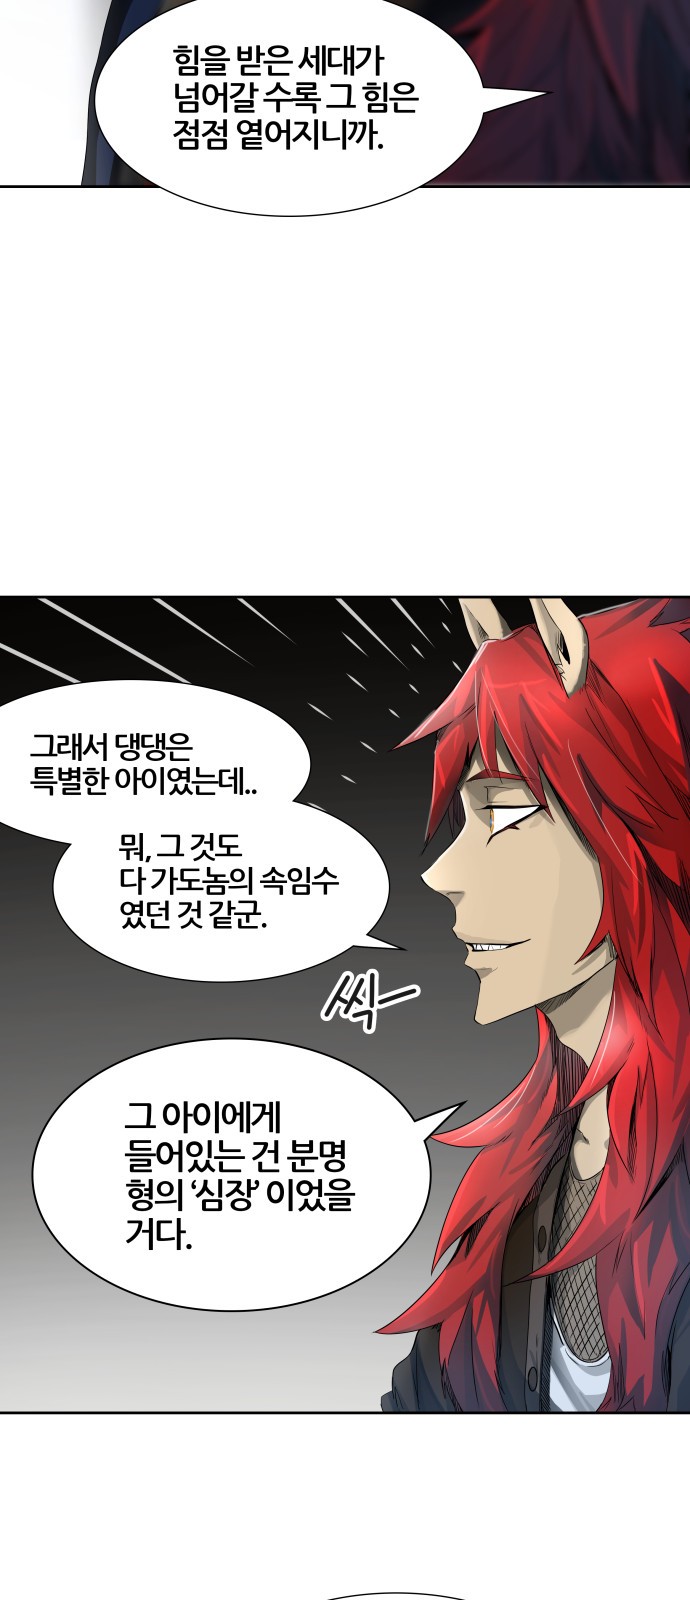 힘을 받은 세대가
넘어갈 수록 그 힘은
점점 옅어지니까.
그래서 댕댕은
특별한 아이였는데..
뭐, 그 것도
다 가도놈의 속임수
였던 것 같군.
씩
그 아이에게
들어있는 건 분명
형의 ‘심장’ 이었을
거다.